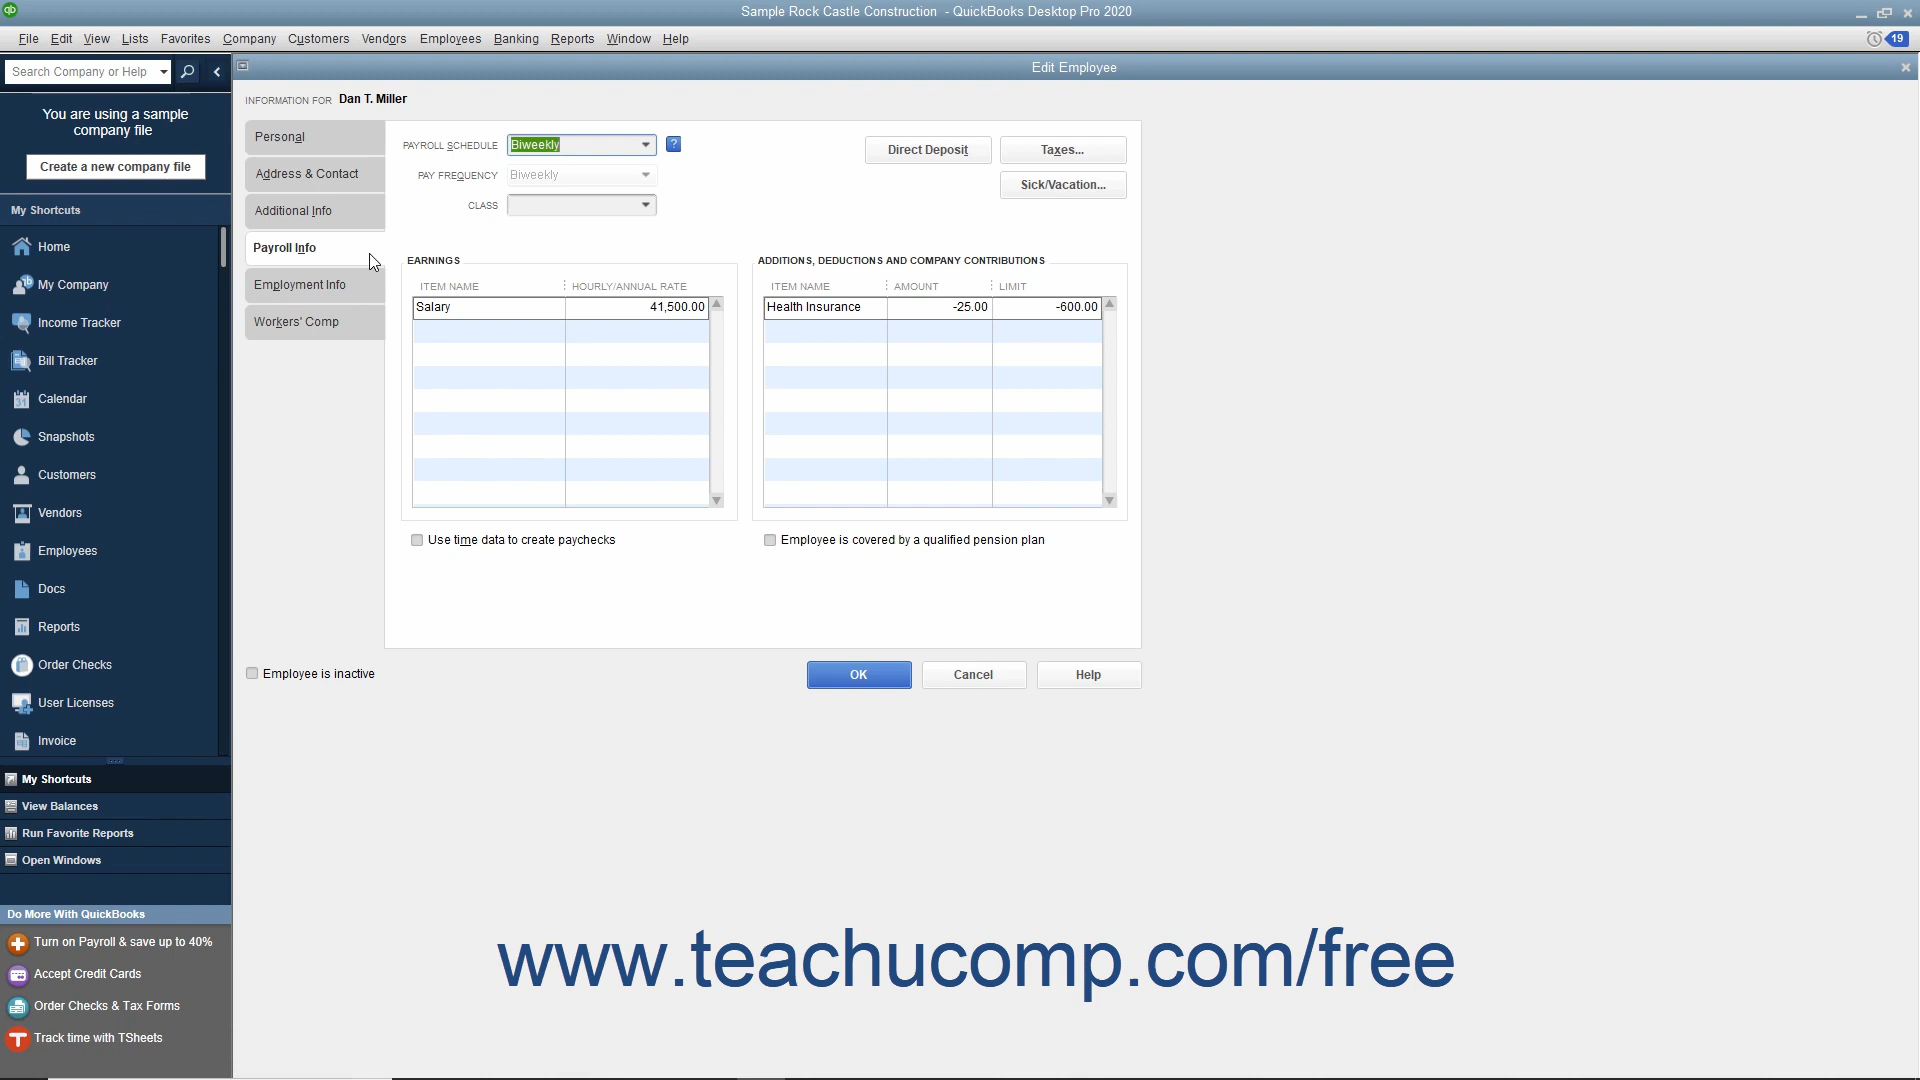 Sample Rock Castle Construction - QuickBooks Desktop Pro 2020
File Edit View Lists Favorites Company Customers Vendors Employees Banking Reports Window Help
19
Search Company or Help
Edit Employee
You are using a sample
company file
Create a new company file
My Shortcuts
Home
My Company
Income Tracker
Bill Tracker
Calendar
Snapshots
Customers
Vendors
Employees
Docs
Reports
Order Checks
User Licenses
Invoice
My Shortcuts
View Balances
Run Favorite Reports
Open Windows
Do More With QuickBooks
Turn on Payroll & save up to 40%
Accept Credit Cards
Order Checks & Tax Forms
Track time with TSheets
INFORMATION FOR Dan T. Miller
Personal
Address & Contact
Additional Info
Payroll Info
Employment Info
Workers' Comp
PAYROLL SCHEDULE Biweekly ?
PAY FREQUENCY Biweekly
CLASS
Direct Deposit Taxes...
Sick/Vacation...
EARNINGS
ITEM NAME HOURLY/ANNUAL RATE
Salary 41,500.00
Use time data to create paychecks
ADDITIONS, DEDUCTIONS AND COMPANY CONTRIBUTIONS
ITEM NAME AMOUNT LIMIT
Health Insurance -25.00 -600.00
Employee is covered by a qualified pension plan
Employee is inactive
OK Cancel Help
www.teachucomp.com/free